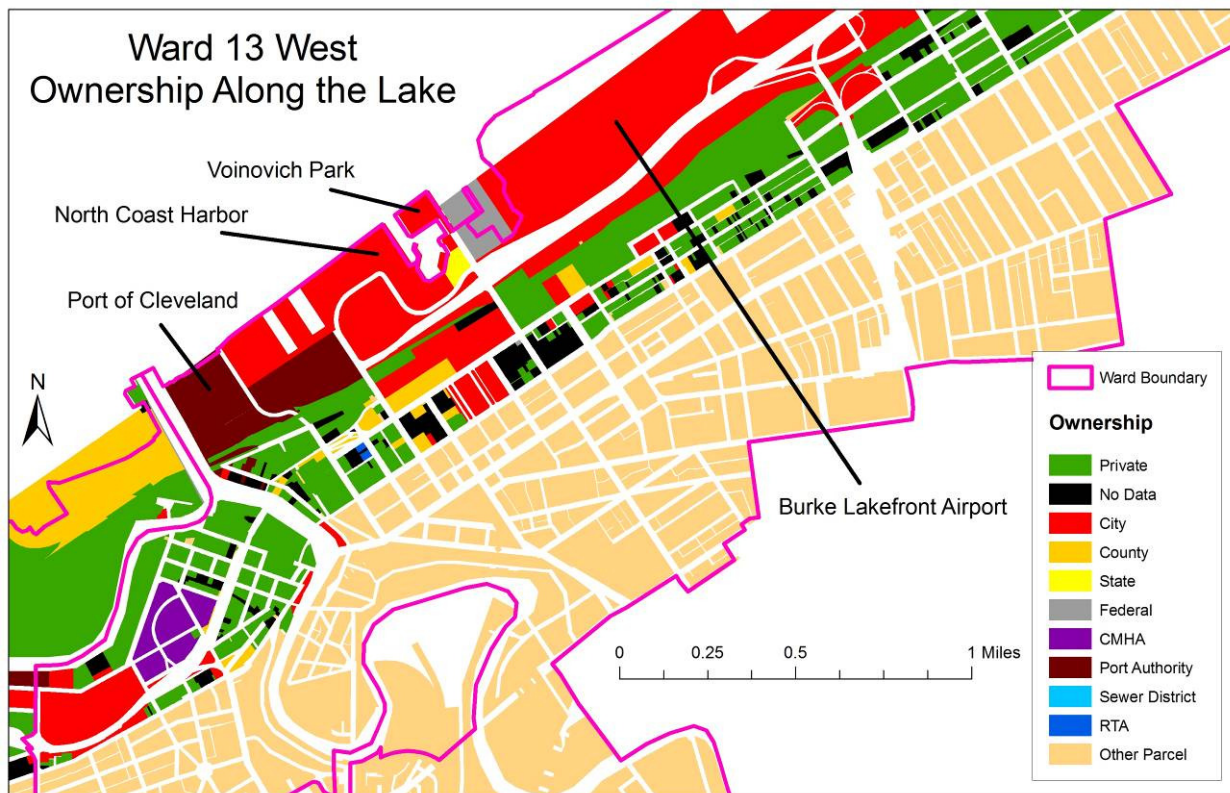 Ward 13 West
Ownership Along the Lake
Voinovich Park
North Coast Harbor
Port of Cleveland
N
Burke Lakefront Airport
0 0.25 0.5 1 Miles
Ward Boundary
Ownership
Private
No Data
City
County
State
Federal
CMHA
Port Authority
Sewer District
RTA
Other Parcel